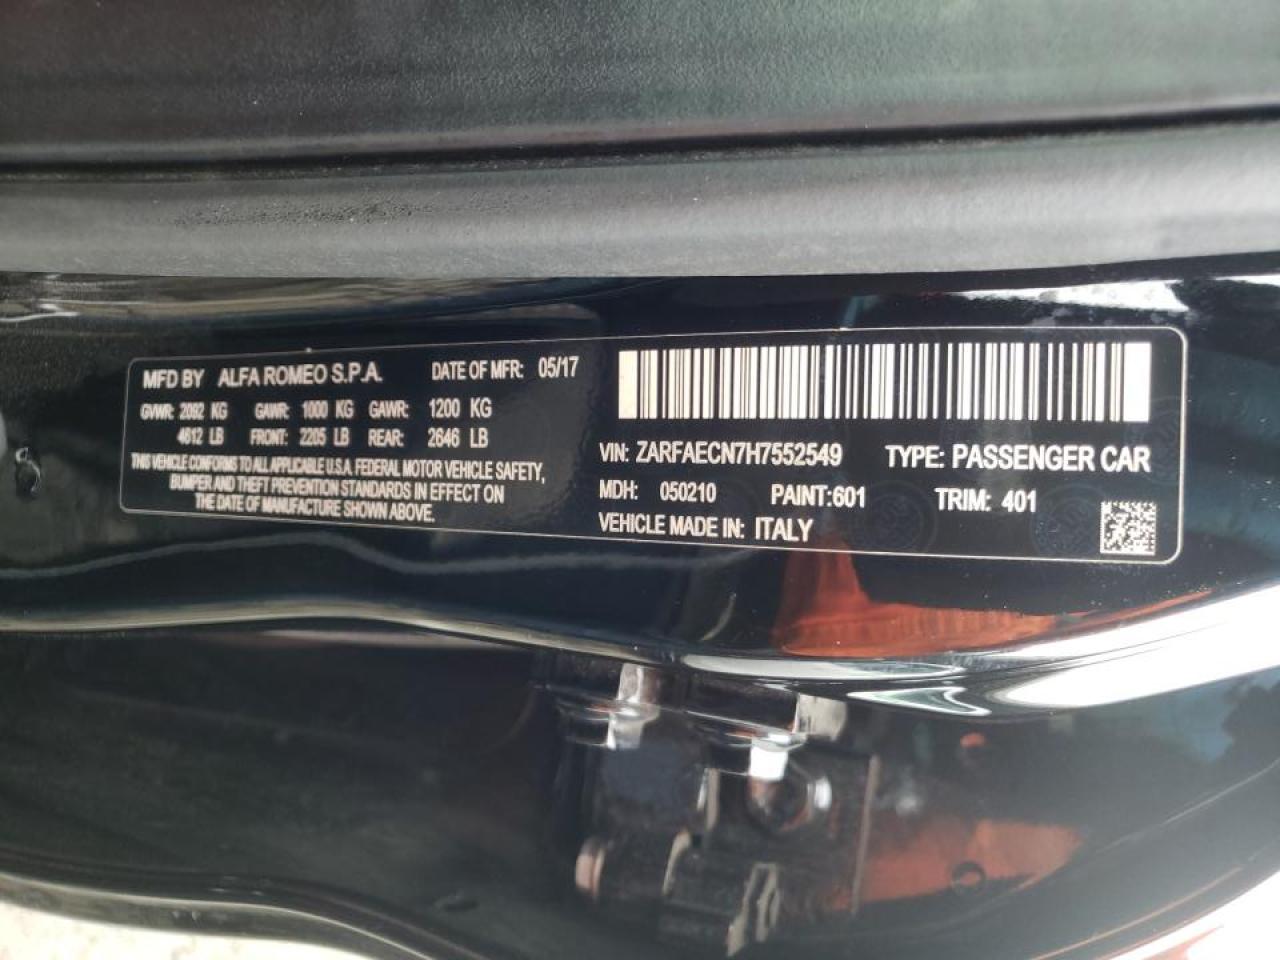 MFD BY ALFA ROMEO S.P.A. DATE OF MFR: 05/17
GVWR: 2092 KG GAWR: 1000 KG GAWR: 1200 KG
4612 LB FRONT: 2205 LB REAR: 2646 LB
THIS VEHICLE CONFORMS TO ALL APPLICABLE U.S.A. FEDERAL MOTOR VEHICLE SAFETY,
BUMPER AND THEFT PREVENTION STANDARDS IN EFFECT ON
THE DATE OF MANUFACTURE SHOWN ABOVE.
VIN: ZARFAECN7H7552549 TYPE: PASSENGER CAR
MDH: 050210 PAINT:601 TRIM: 401
VEHICLE MADE IN: ITALY